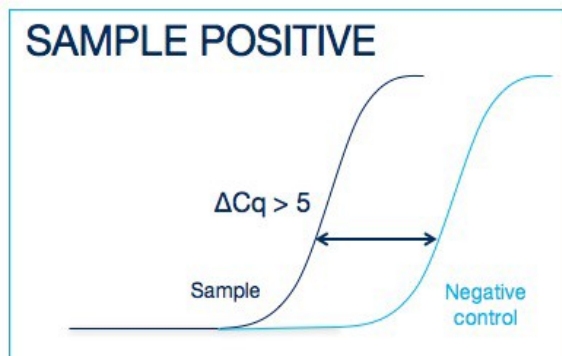 SAMPLE POSITIVE
ΔCq > 5
Sample
Negative
control